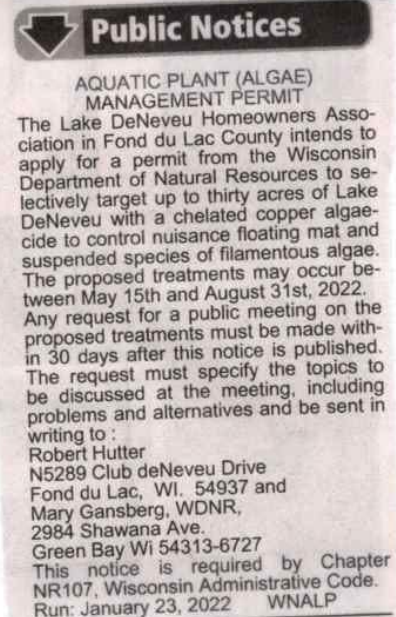 Public Notices
AQUATIC PLANT (ALGAE)
MANAGEMENT PERMIT
The Lake DeNeveu Homeowners Asso-
ciation in Fond du Lac County intends to
apply for a permit from the Wisconsin
Department of Natural Resources to se-
lectively target up to thirty acres of Lake
DeNeveu with a chelated copper algae-
cide to control nuisance floating mat and
suspended species of filamentous algae.
The proposed treatments may occur be-
tween May 15th and August 31st, 2022.
Any request for a public meeting on the
proposed treatments must be made with-
in 30 days after this notice is published.
The request must specify the topics to
be discussed at the meeting, including
problems and alternatives and be sent in
writing to :
Robert Hutter
N5289 Club deNeveu Drive
Fond du Lac, WI. 54937 and
Mary Gansberg, WDNR,
2984 Shawana Ave.
Green Bay Wi 54313-6727
This notice is required by Chapter
NR107, Wisconsin Administrative Code.
Run: January 23, 2022 WNALP